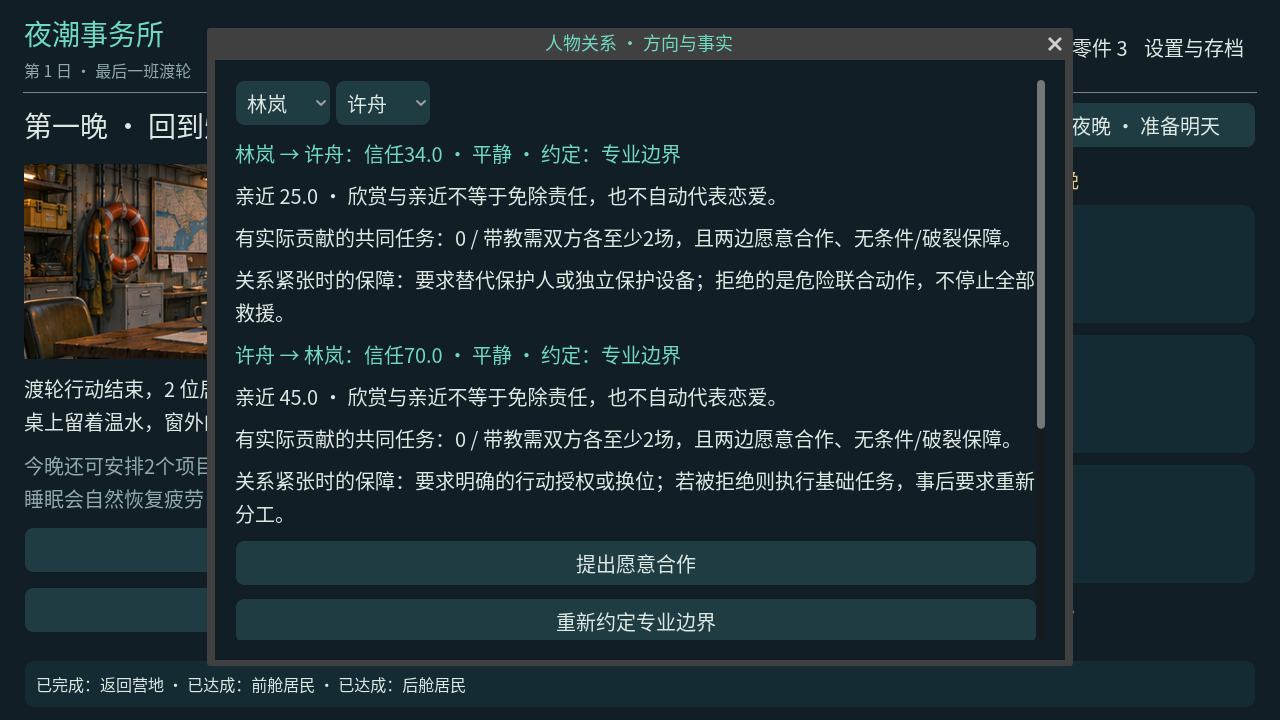 夜潮事务所
第 1 日 · 最后一班渡轮
零件 3 设置与存档
人物关系 · 方向与事实
第一晚 · 回到
夜晚 · 准备明天
林岚 许舟
林岚 → 许舟：信任34.0 · 平静 · 约定：专业边界
亲近 25.0 · 欣赏与亲近不等于免除责任，也不自动代表恋爱。
有实际贡献的共同任务：0 / 带教需双方各至少2场，且两边愿意合作、无条件/破裂保障。
关系紧张时的保障：要求替代保护人或独立保护设备；拒绝的是危险联合动作，不停止全部
救援。
许舟 → 林岚：信任70.0 · 平静 · 约定：专业边界
亲近 45.0 · 欣赏与亲近不等于免除责任，也不自动代表恋爱。
有实际贡献的共同任务：0 / 带教需双方各至少2场，且两边愿意合作、无条件/破裂保障。
关系紧张时的保障：要求明确的行动授权或换位；若被拒绝则执行基础任务，事后要求重新
分工。
提出愿意合作
重新约定专业边界
渡轮行动结束，2 位
桌上留着温水，窗外
今晚还可安排2个项目
睡眠会自然恢复疲劳
已完成：返回营地 · 已达成：前舱居民 · 已达成：后舱居民